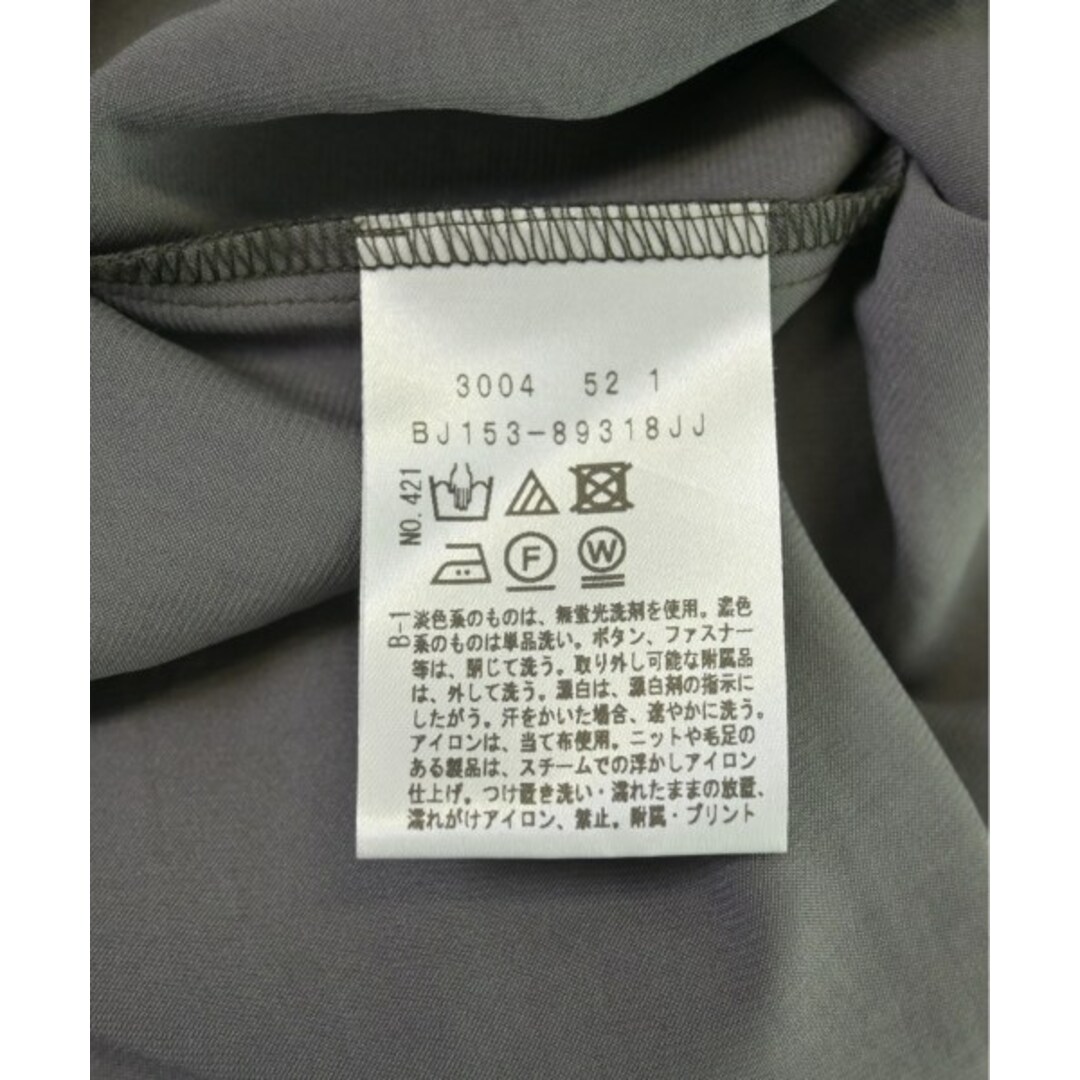 3004 52 1
BJ153-89318JJ
NO.421
F W
B-1
淡色系のものは、無蛍光洗剤を使用。濃色
系のものは単品洗い。ボタン、ファスナー
等は、閉じて洗う。取り外し可能な附属品
は、外して洗う。漂白は、漂白剤の指示に
したがう。汗をかいた場合、速やかに洗う。
アイロンは、当て布使用。ニットや毛足の
ある製品は、スチームでの浮かしアイロン
仕上げ。つけ置き洗い・濡れたままの放置、
濡れがけアイロン、禁止。附属・プリント